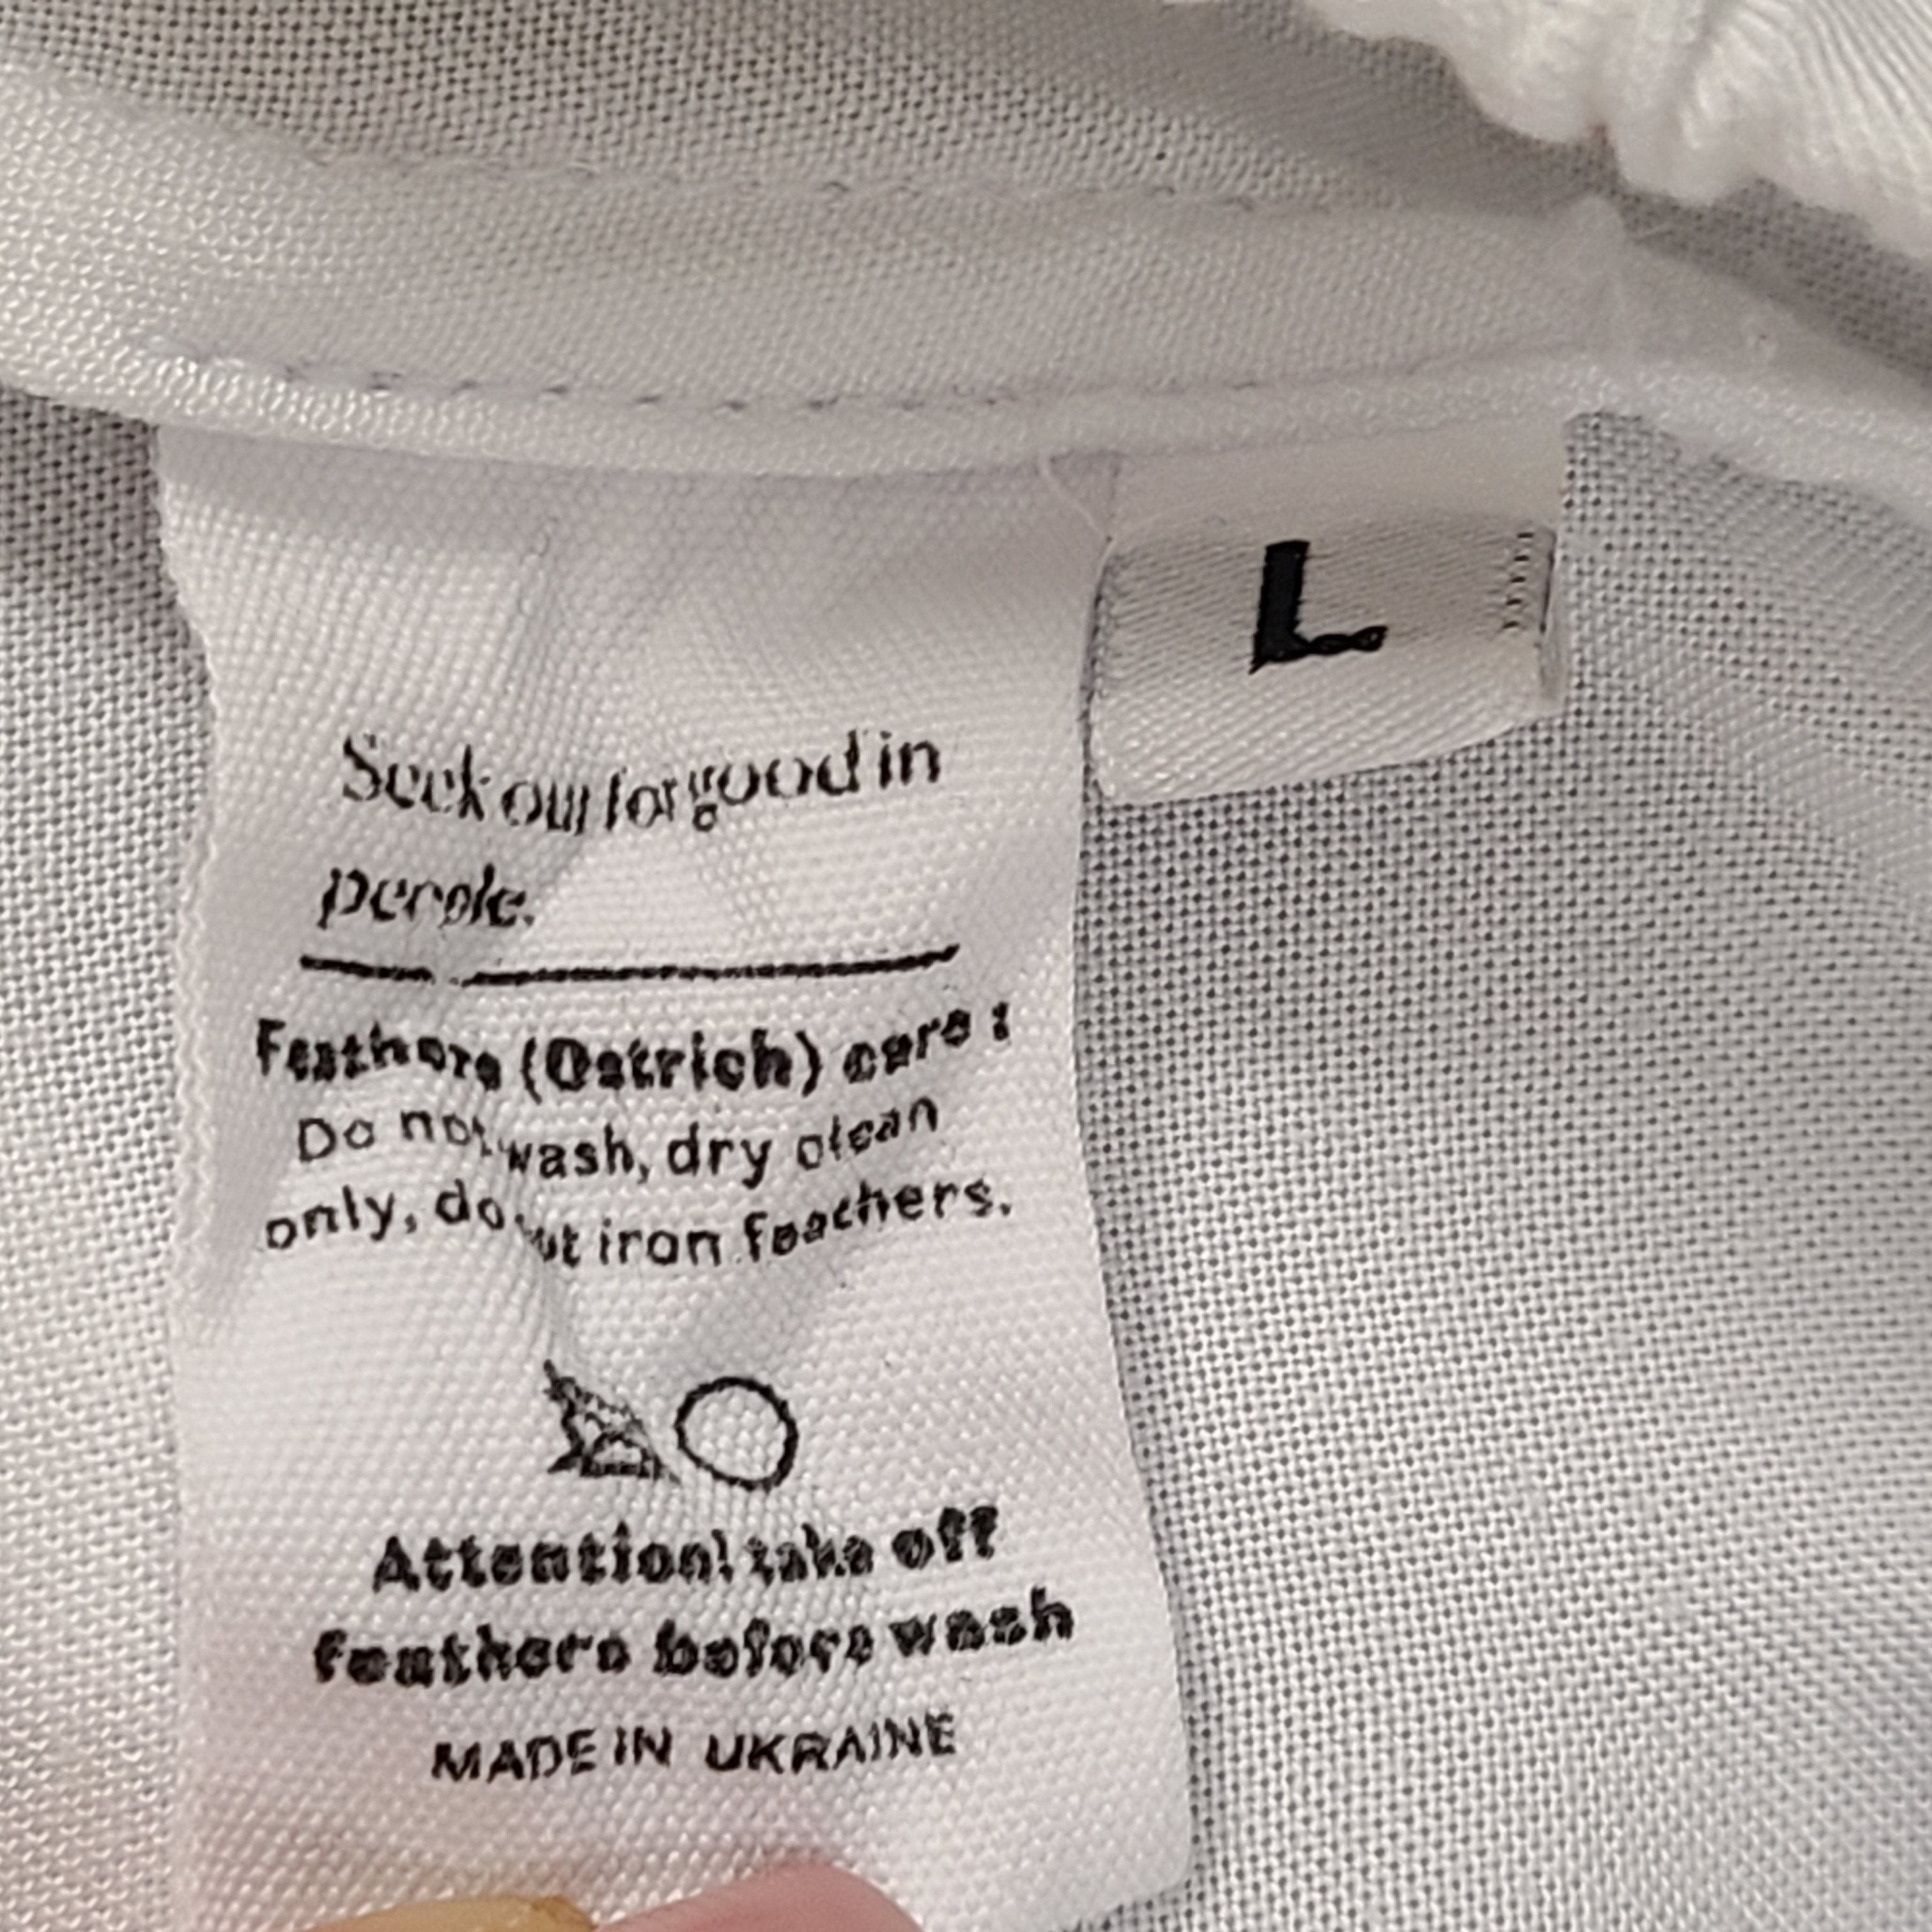 L
Seek out for good in
people.
Feathers (Ostrich) care :
Do not wash, dry clean
only, do not iron feathers.
Attention! take off
feathers before wash
MADE IN UKRAINE